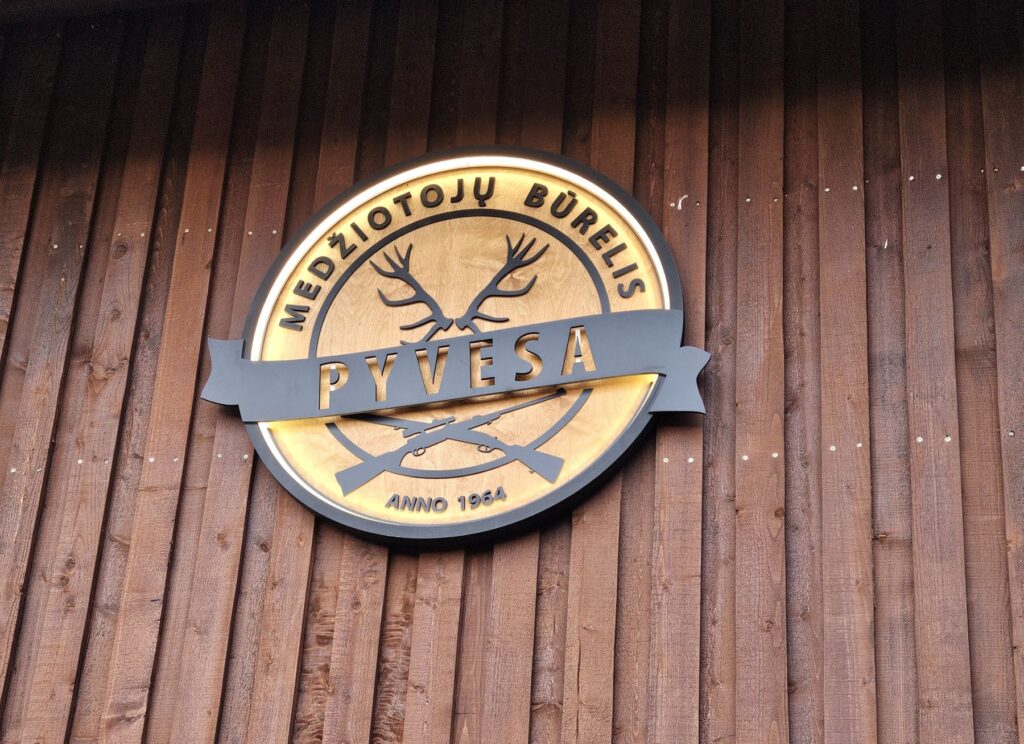 MEDŽIOTOJŲ BŪRELIS
PYVESA
ANNO 1964